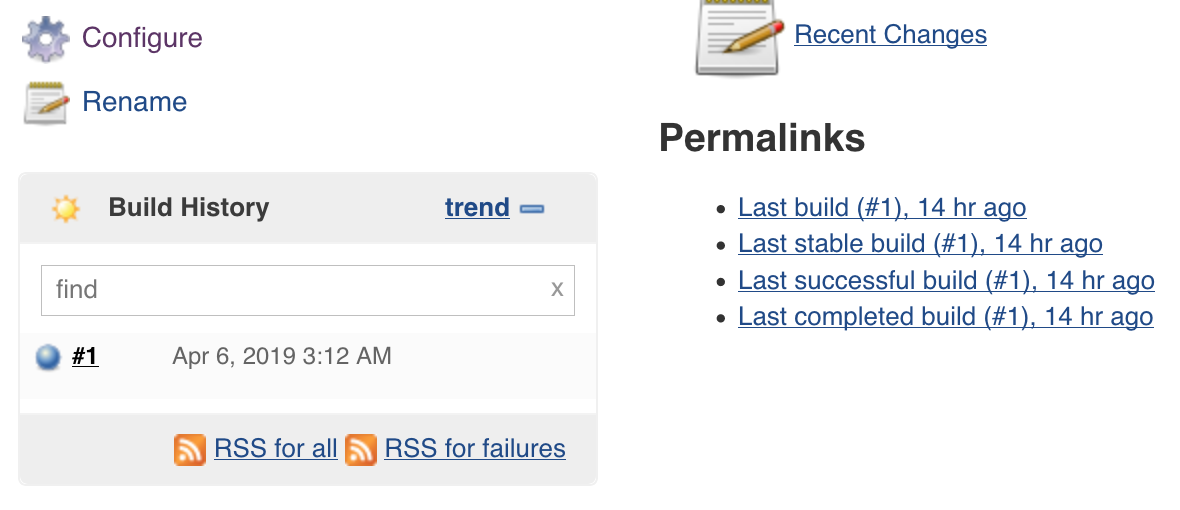 Configure
Rename
Build History trend
find x
#1 Apr 6, 2019 3:12 AM
RSS for all RSS for failures
Recent Changes
Permalinks
Last build (#1), 14 hr ago
Last stable build (#1), 14 hr ago
Last successful build (#1), 14 hr ago
Last completed build (#1), 14 hr ago